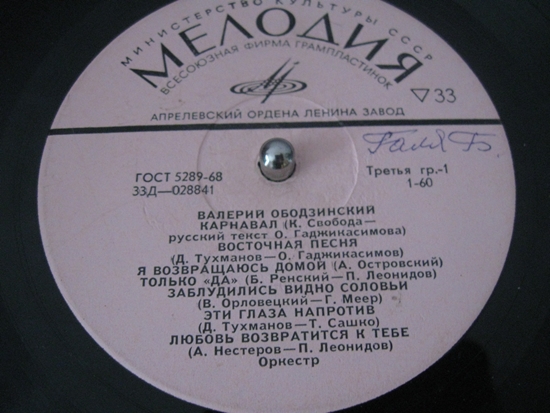 МИНИСТЕРСТВО КУЛЬТУРЫ СССР
МЕЛОДИЯ
ВСЕСОЮЗНАЯ ФИРМА ГРАМПЛАСТИНОК
▽33
АПРЕЛЕВСКИЙ ОРДЕНА ЛЕНИНА ЗАВОД
Галя Б.
ГОСТ 5289-68
33Д—028841
Третья гр.-1
1-60
ВАЛЕРИЙ ОБОДЗИНСКИЙ
КАРНАВАЛ (К. Свобода—
русский текст О. Гаджикасимова)
ВОСТОЧНАЯ ПЕСНЯ
(Д. Тухманов—О. Гаджикасимов)
Я ВОЗВРАЩАЮСЬ ДОМОЙ (А. Островский)
ТОЛЬКО „ДА" (Б. Ренский—П. Леонидов)
ЗАБЛУДИЛИСЬ ВИДНО СОЛОВЬИ
(В. Орловецкий—Г. Меер)
ЭТИ ГЛАЗА НАПРОТИВ
(Д. Тухманов—Т. Сашко)
ЛЮБОВЬ ВОЗВРАТИТСЯ К ТЕБЕ
(А. Нестеров—П. Леонидов)
Оркестр